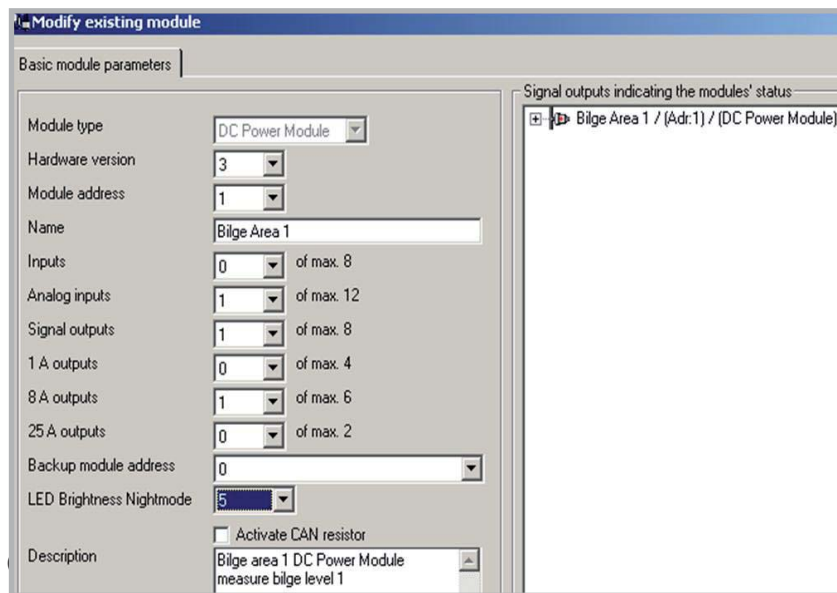 Modify existing module
Basic module parameters
Module type
DC Power Module
Hardware version
3
Module address
1
Name
Bilge Area 1
Inputs
0 of max. 8
Analog inputs
1 of max. 12
Signal outputs
1 of max. 8
1 A outputs
0 of max. 4
8 A outputs
1 of max. 6
25 A outputs
0 of max. 2
Backup module address
0
LED Brightness Nightmode
5
Activate CAN resistor
Description
Bilge area 1 DC Power Module
measure bilge level 1
Signal outputs indicating the modules' status
Bilge Area 1 / (Adr:1) / (DC Power Module)